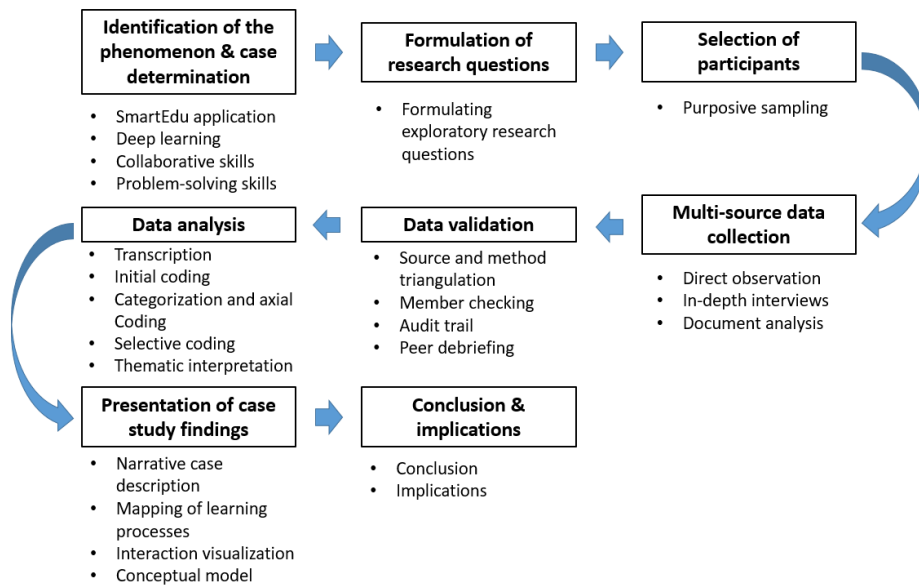 Identification of the
phenomenon & case
determination
• SmartEdu application
• Deep learning
• Collaborative skills
• Problem-solving skills
Formulation of
research questions
• Formulating
exploratory research
questions
Selection of
participants
• Purposive sampling
Multi-source data
collection
• Direct observation
• In-depth interviews
• Document analysis
Data validation
• Source and method
triangulation
• Member checking
• Audit trail
• Peer debriefing
Data analysis
• Transcription
• Initial coding
• Categorization and axial
Coding
• Selective coding
• Thematic interpretation
Presentation of case
study findings
• Narrative case
description
• Mapping of learning
processes
• Interaction visualization
• Conceptual model
Conclusion &
implications
• Conclusion
• Implications